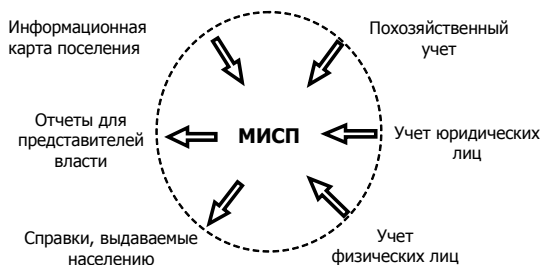 Информационная
карта поселения
Похозяйственный
учет
Отчеты для
представителей
власти
МИСП
Учет юридических
лиц
Справки, выдаваемые
населению
Учет
физических лиц